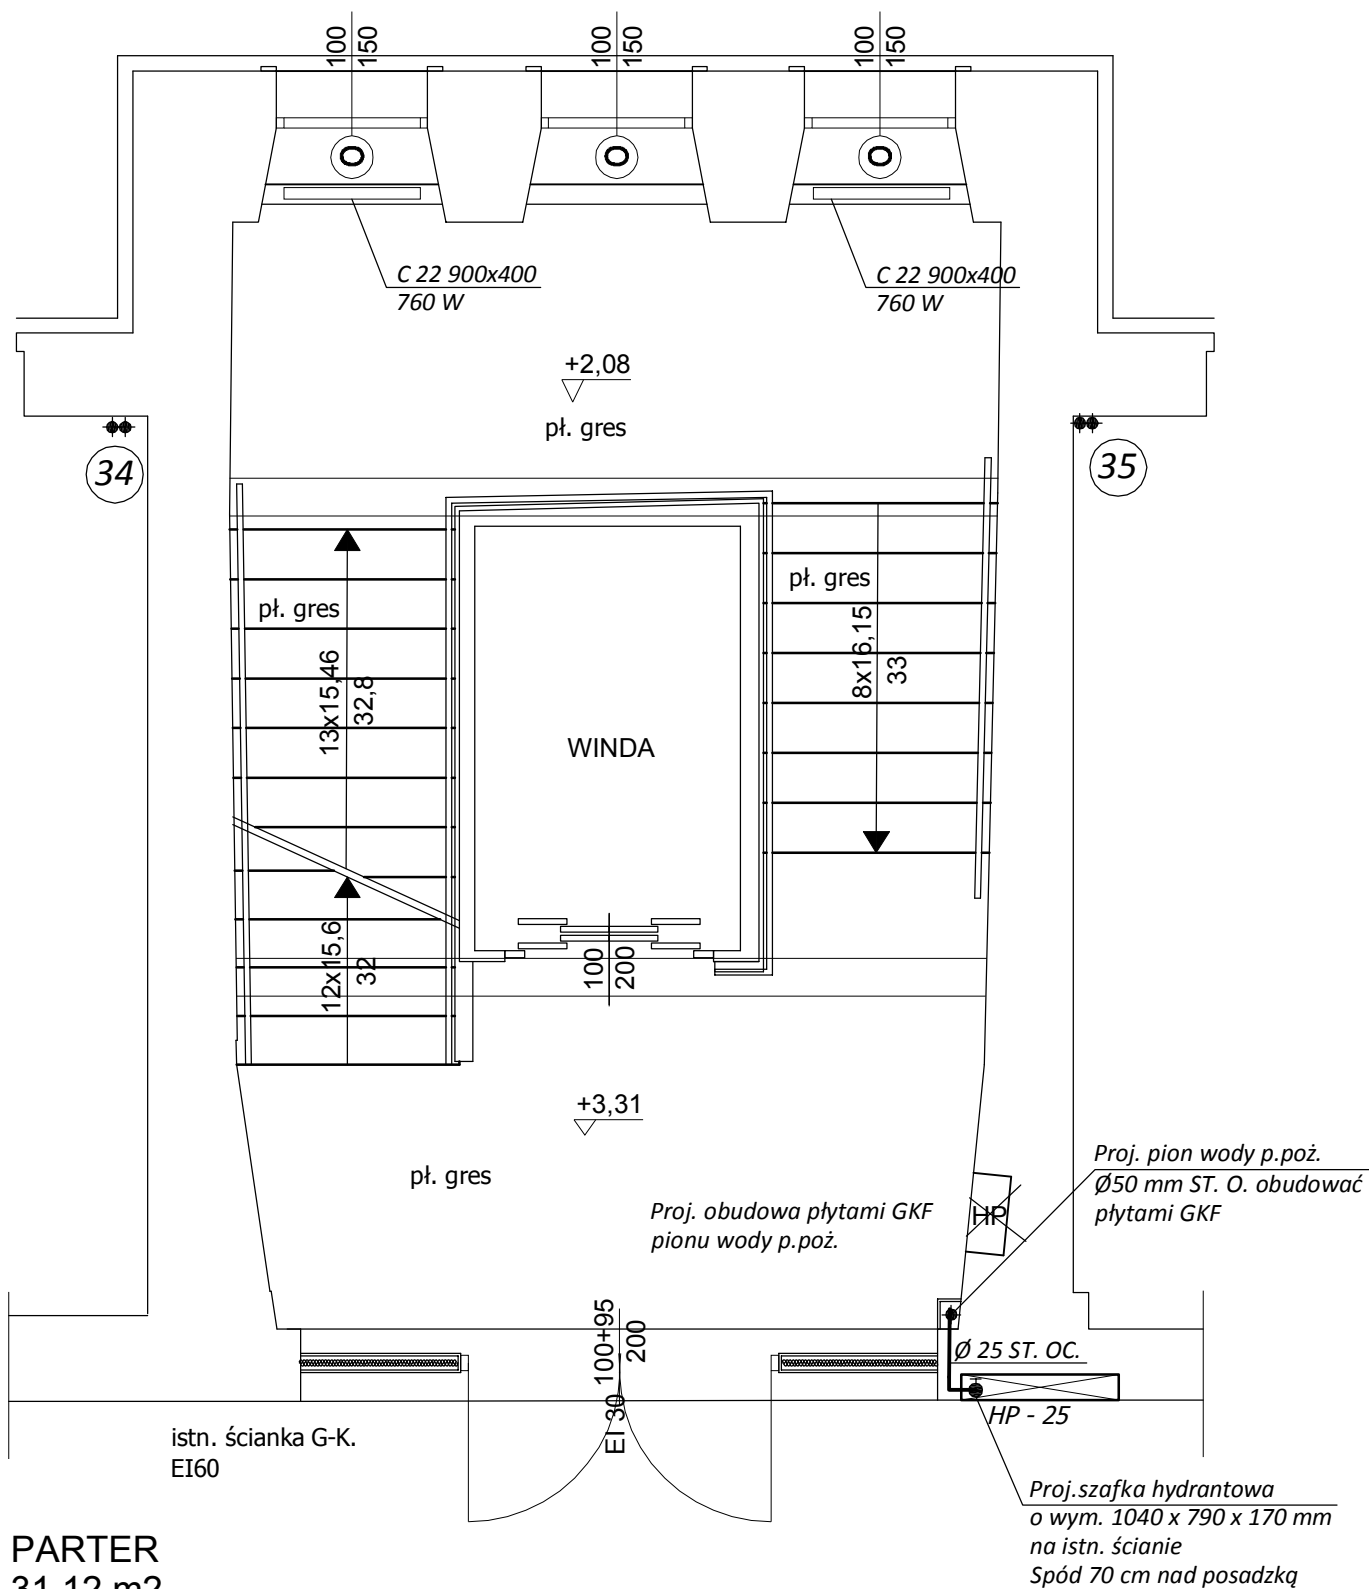 100
150
100
150
100
150
O
O
O
C 22 900x400
760 W
C 22 900x400
760 W
+2,08
pł. gres
34
35
pł. gres
pł. gres
13x15,46
32,8
8x16,15
33
WINDA
12x15,6
32
100
200
+3,31
pł. gres
Proj. obudowa płytami GKF
pionu wody p.poż.
HP
Proj. pion wody p.poż.
Ø50 mm ST. O. obudować
płytami GKF
EI 30 100+95
200
Ø 25 ST. OC.
HP - 25
istn. ścianka G-K.
EI60
Proj.szafka hydrantowa
o wym. 1040 x 790 x 170 mm
na istn. ścianie
Spód 70 cm nad posadzką
PARTER
31,12 m2